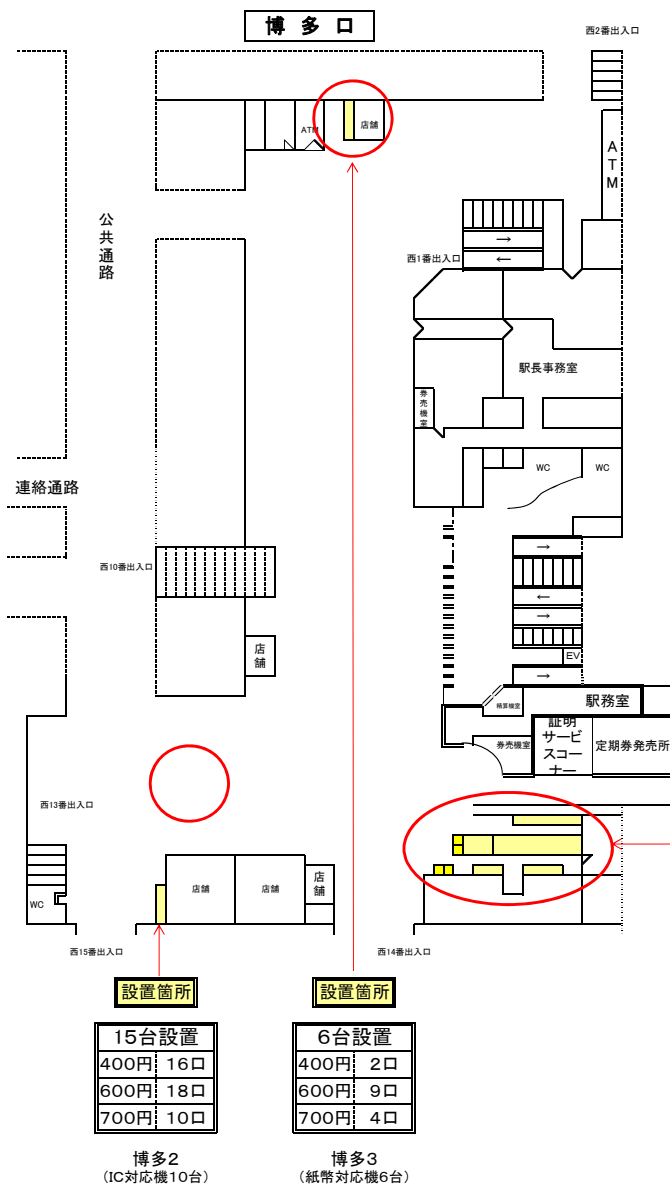 博多口
西2番出入口
ATM
店舗
ATM
公共通路
→
←
西1番出入口
駅長事務室
券売機室
WC
WC
連絡通路
→
西10番出入口
←
→
店舗
EV
→
駅務室
精算機室
券売機室
証明サービスコーナー
定期券発売所
西13番出入口
店舗
店舗
店舗
WC
西15番出入口
西14番出入口
設置箇所
設置箇所
15台設置
400円 16口
600円 18口
700円 10口
6台設置
400円 2口
600円 9口
700円 4口
博多2
(IC対応機10台)
博多3
(紙幣対応機6台)